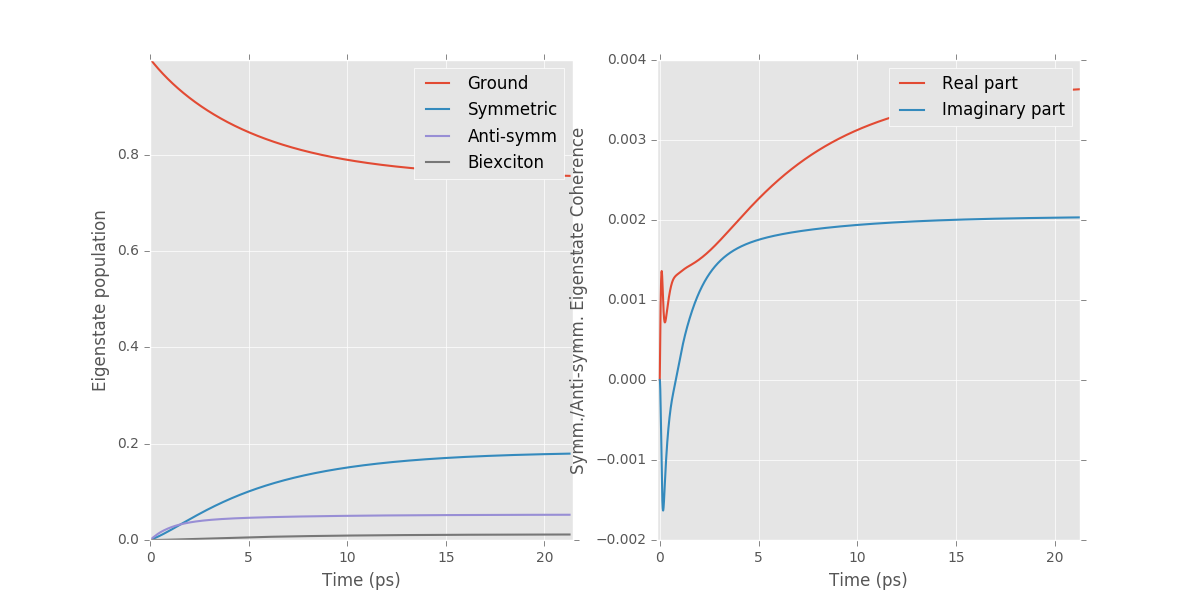 Eigenstate population
0.8
0.6
0.4
0.2
0.0
0
5
10
15
20
Time (ps)
Ground
Symmetric
Anti-symm
Biexciton
Symm./Anti-symm. Eigenstate Coherence
0.004
0.003
0.002
0.001
0.000
−0.001
−0.002
0
5
10
15
20
Time (ps)
Real part
Imaginary part